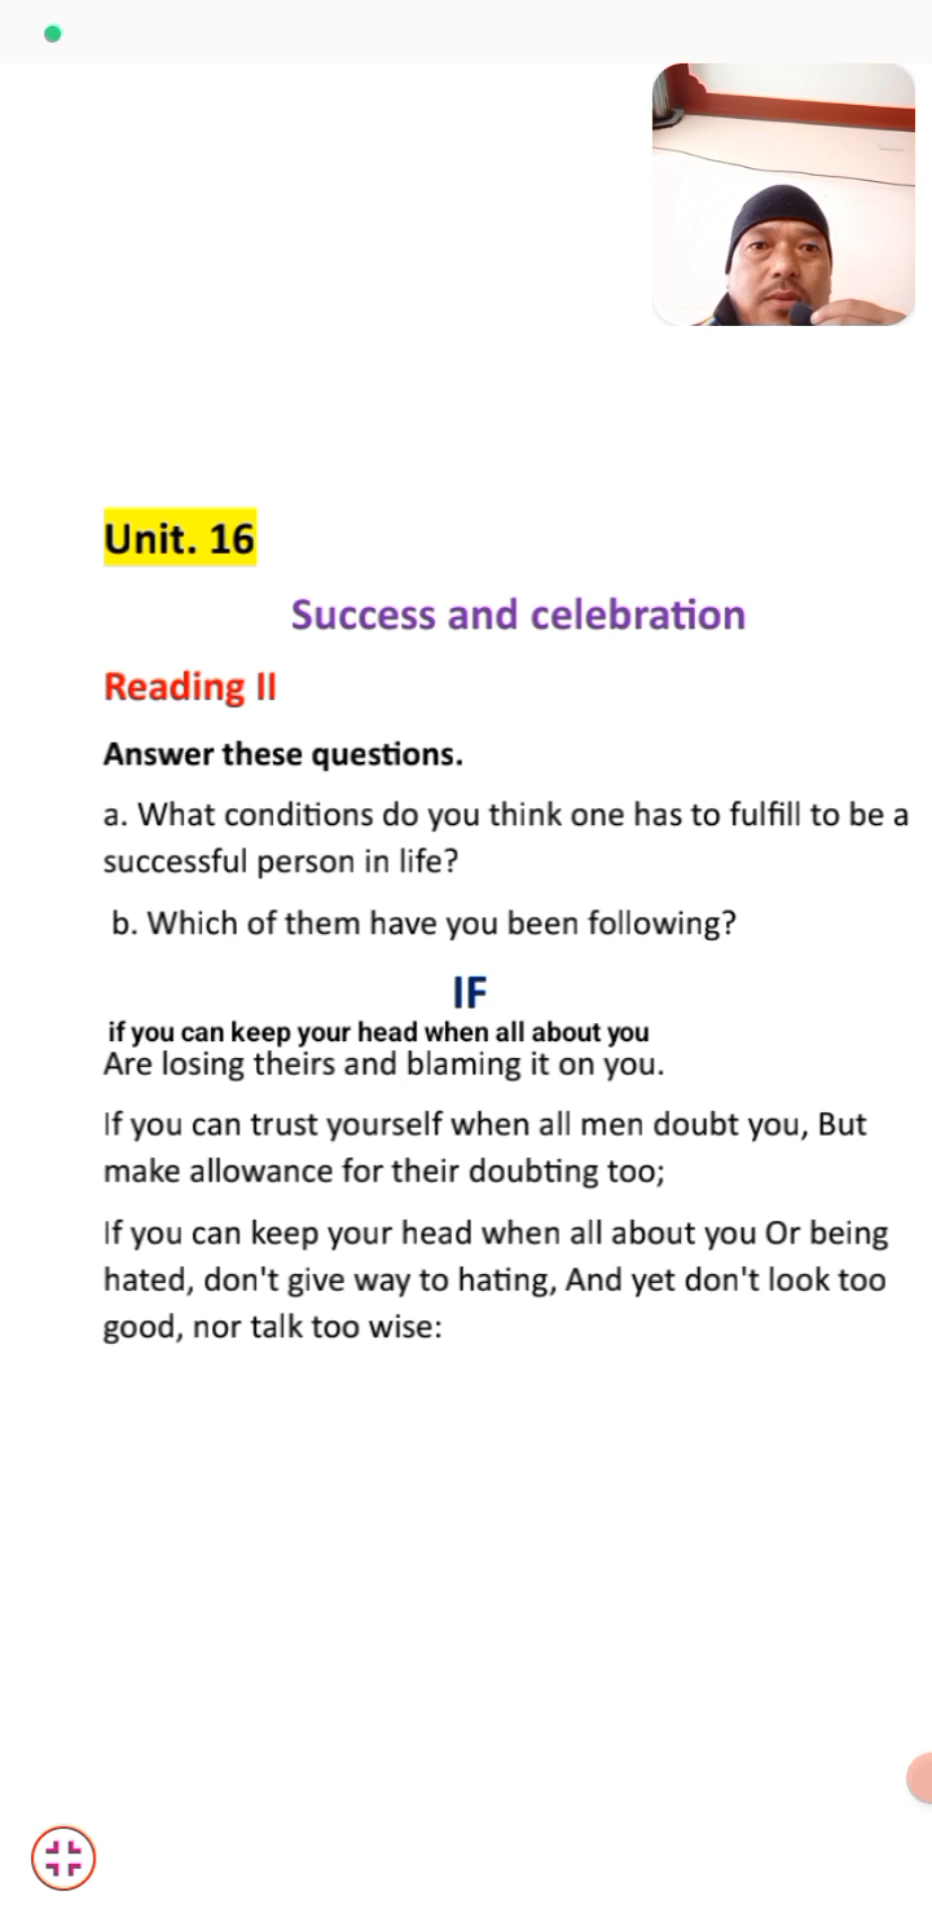 Unit. 16
Success and celebration
Reading II
Answer these questions.
a. What conditions do you think one has to fulfill to be a
successful person in life?
b. Which of them have you been following?
IF
if you can keep your head when all about you
Are losing theirs and blaming it on you.
If you can trust yourself when all men doubt you, But
make allowance for their doubting too;
If you can keep your head when all about you Or being
hated, don't give way to hating, And yet don't look too
good, nor talk too wise: